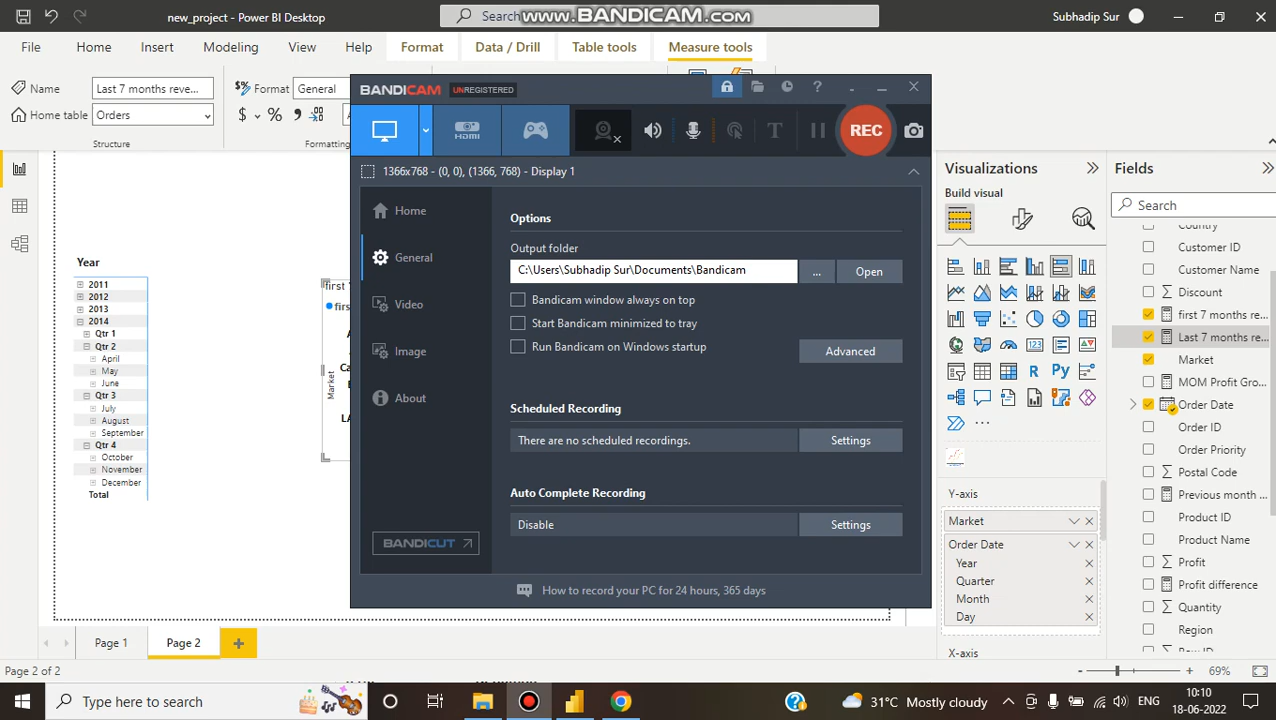 new_project - Power BI Desktop
Search
www.BANDICAM.com
Subhadip Sur
File
Home
Insert
Modeling
View
Help
Format
Data / Drill
Table tools
Measure tools
Name
Last 7 months reve...
Format
General
Home table
Orders
$
%
Structure
Formatting
BANDICAM
UNREGISTERED
HDMI
T
REC
1366x768 - (0, 0), (1366, 768) - Display 1
Home
General
Video
Image
About
BANDICUT
Options
Output folder
C:\Users\Subhadip Sur\Documents\Bandicam
...
Open
Bandicam window always on top
Start Bandicam minimized to tray
Run Bandicam on Windows startup
Advanced
Scheduled Recording
There are no scheduled recordings.
Settings
Auto Complete Recording
Disable
Settings
How to record your PC for 24 hours, 365 days
Year
2011
2012
2013
2014
Qtr 1
Qtr 2
April
May
June
Qtr 3
July
August
September
Qtr 4
October
November
December
Total
first
firs
Market
Visualizations
Build visual
123
R
Py
...
Y-axis
Market
Order Date
Year
Quarter
Month
Day
X-axis
Fields
Search
Country
Customer ID
Customer Name
Discount
first 7 months re...
Last 7 months re...
Market
MOM Profit Gro...
Order Date
Order ID
Order Priority
Postal Code
Previous month ...
Product ID
Product Name
Profit
Profit difference
Quantity
Region
Page 1
Page 2
Page 2 of 2
69%
Type here to search
31°C Mostly cloudy
ENG
10:10
18-06-2022